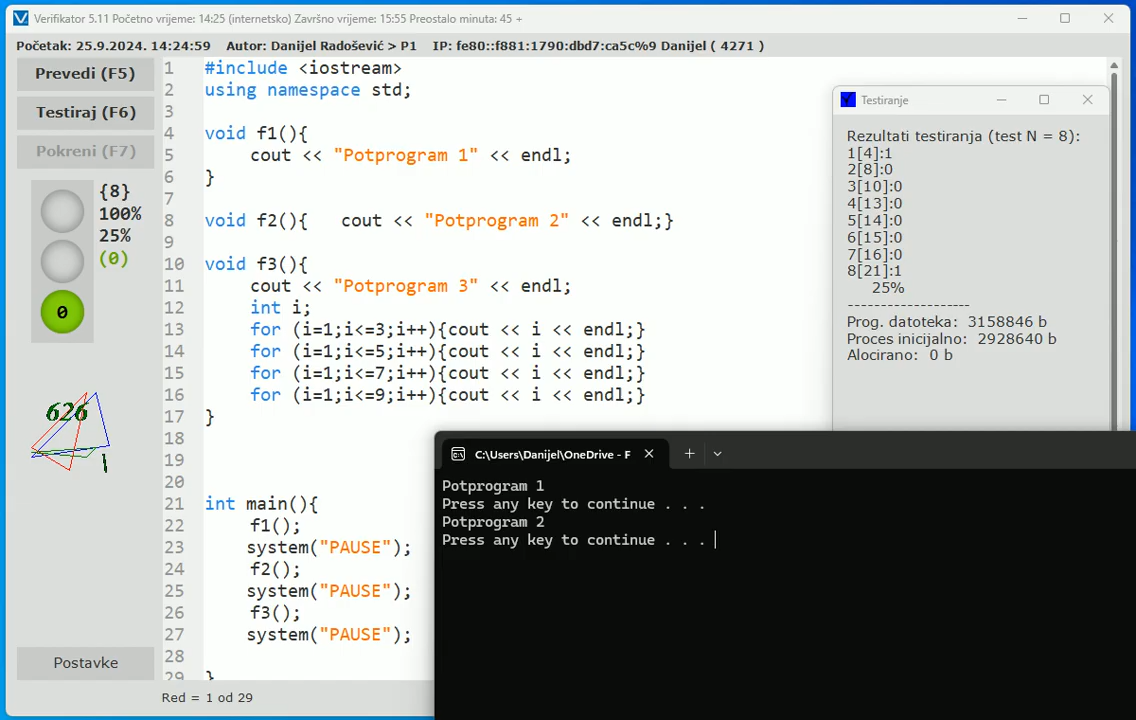 Verifikator 5.11 Početno vrijeme: 14:25 (internetsko) Završno vrijeme: 15:55 Preostalo minuta: 45 +
Početak: 25.9.2024. 14:24:59 Autor: Danijel Radošević > P1 IP: fe80::f881:1790:dbd7:ca5c%9 Danijel ( 4271 )
Prevedi (F5)
Testiraj (F6)
Pokreni (F7)
{8}
100%
25%
(0)
0
626
1
Postavke
1 #include <iostream>
2 using namespace std;
3
4 void f1(){
5 cout << "Potprogram 1" << endl;
6 }
7
8 void f2(){ cout << "Potprogram 2" << endl;}
9
10 void f3(){
11 cout << "Potprogram 3" << endl;
12 int i;
13 for (i=1;i<=3;i++){cout << i << endl;}
14 for (i=1;i<=5;i++){cout << i << endl;}
15 for (i=1;i<=7;i++){cout << i << endl;}
16 for (i=1;i<=9;i++){cout << i << endl;}
17 }
18
19
20
21 int main(){
22 f1();
23 system("PAUSE");
24 f2();
25 system("PAUSE");
26 f3();
27 system("PAUSE");
28
29 }
Red = 1 od 29
Testiranje
Rezultati testiranja (test N = 8):
1[4]:1
2[8]:0
3[10]:0
4[13]:0
5[14]:0
6[15]:0
7[16]:0
8[21]:1
25%
-------------------
Prog. datoteka: 3158846 b
Proces inicijalno: 2928640 b
Alocirano: 0 b
C:\Users\Danijel\OneDrive - F
Potprogram 1
Press any key to continue . . .
Potprogram 2
Press any key to continue . . .